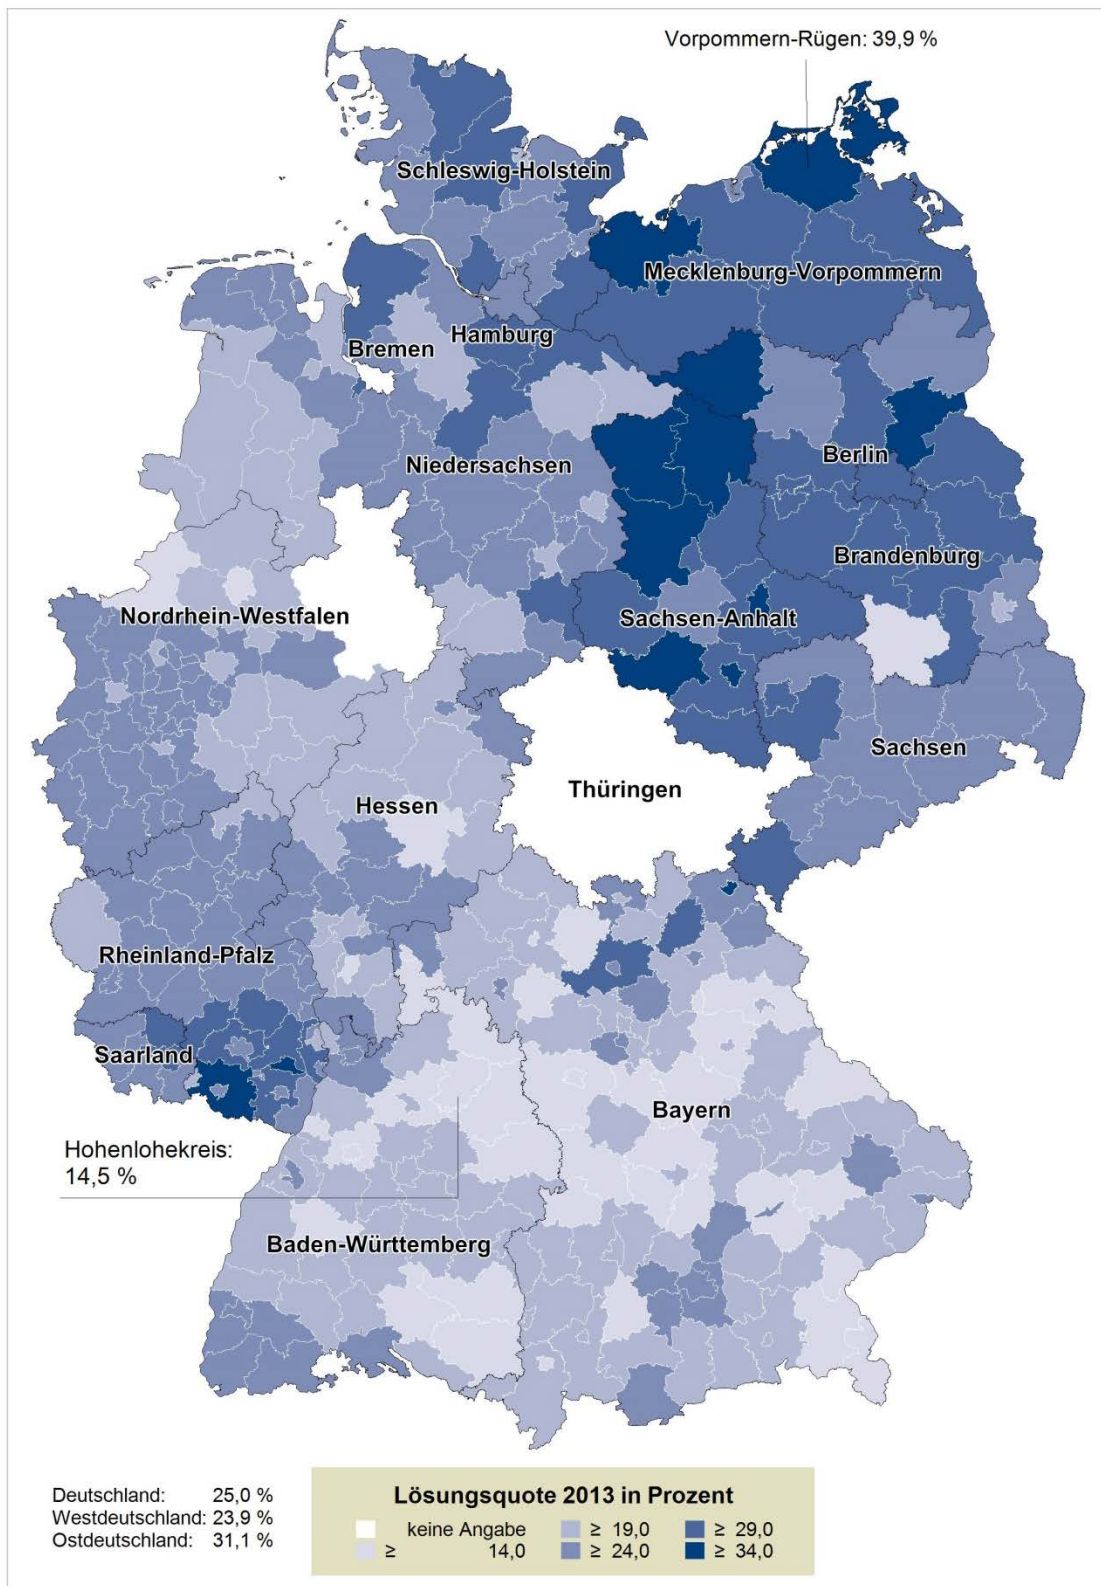 Vorpommern-Rügen: 39,9 %
Schleswig-Holstein
Mecklenburg-Vorpommern
Hamburg
Bremen
Niedersachsen
Berlin
Brandenburg
Nordrhein-Westfalen
Sachsen-Anhalt
Sachsen
Thüringen
Hessen
Rheinland-Pfalz
Saarland
Bayern
Hohenlohekreis:
14,5 %
Baden-Württemberg
Deutschland: 25,0 %
Westdeutschland: 23,9 %
Ostdeutschland: 31,1 %
Lösungsquote 2013 in Prozent
keine Angabe ≥ 19,0 ≥ 29,0
≥ 14,0 ≥ 24,0 ≥ 34,0